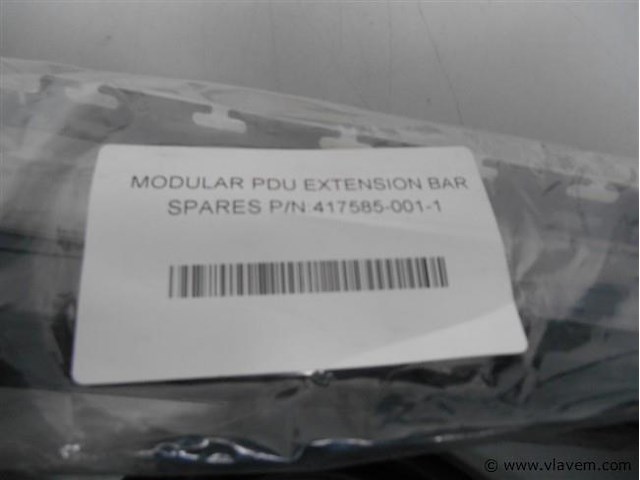 MODULAR PDU EXTENSION BAR
SPARES P/N:417585-001-1
© www.vlavem.com